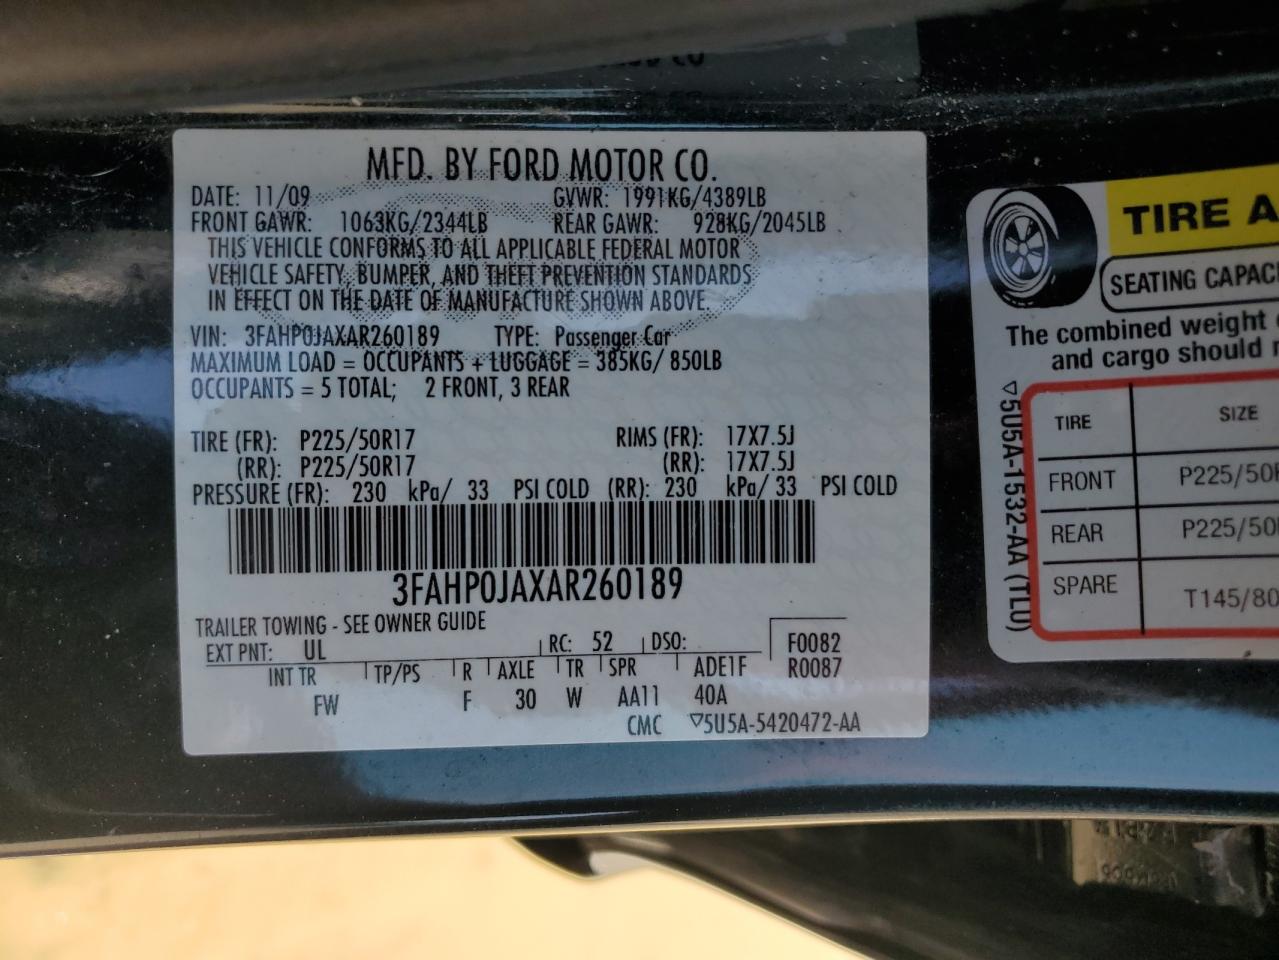 MFD. BY FORD MOTOR CO.
DATE: 11/09 GVWR: 1991KG/4389LB
FRONT GAWR: 1063KG/2344LB REAR GAWR: 928KG/2045LB
THIS VEHICLE CONFORMS TO ALL APPLICABLE FEDERAL MOTOR
VEHICLE SAFETY, BUMPER, AND THEFT PREVENTION STANDARDS
IN EFFECT ON THE DATE OF MANUFACTURE SHOWN ABOVE.
VIN: 3FAHP0JAXAR260189 TYPE: Passenger Car
MAXIMUM LOAD = OCCUPANTS + LUGGAGE = 385KG/ 850LB
OCCUPANTS = 5 TOTAL; 2 FRONT, 3 REAR
TIRE (FR): P225/50R17 RIMS (FR): 17X7.5J
(RR): P225/50R17 (RR): 17X7.5J
PRESSURE (FR): 230 kPa/ 33 PSI COLD (RR): 230 kPa/ 33 PSI COLD
3FAHP0JAXAR260189
TRAILER TOWING - SEE OWNER GUIDE
EXT PNT: UL RC: 52 DSO: F0082
INT TR TP/PS R AXLE TR SPR ADE1F R0087
FW F 30 W AA11 40A
CMC ▽5U5A-5420472-AA
TIRE A
SEATING CAPAC
The combined weight
and cargo should
▽5U5A-1532-AA (TL0)
TIRE SIZE
FRONT P225/50
REAR P225/50
SPARE T145/80